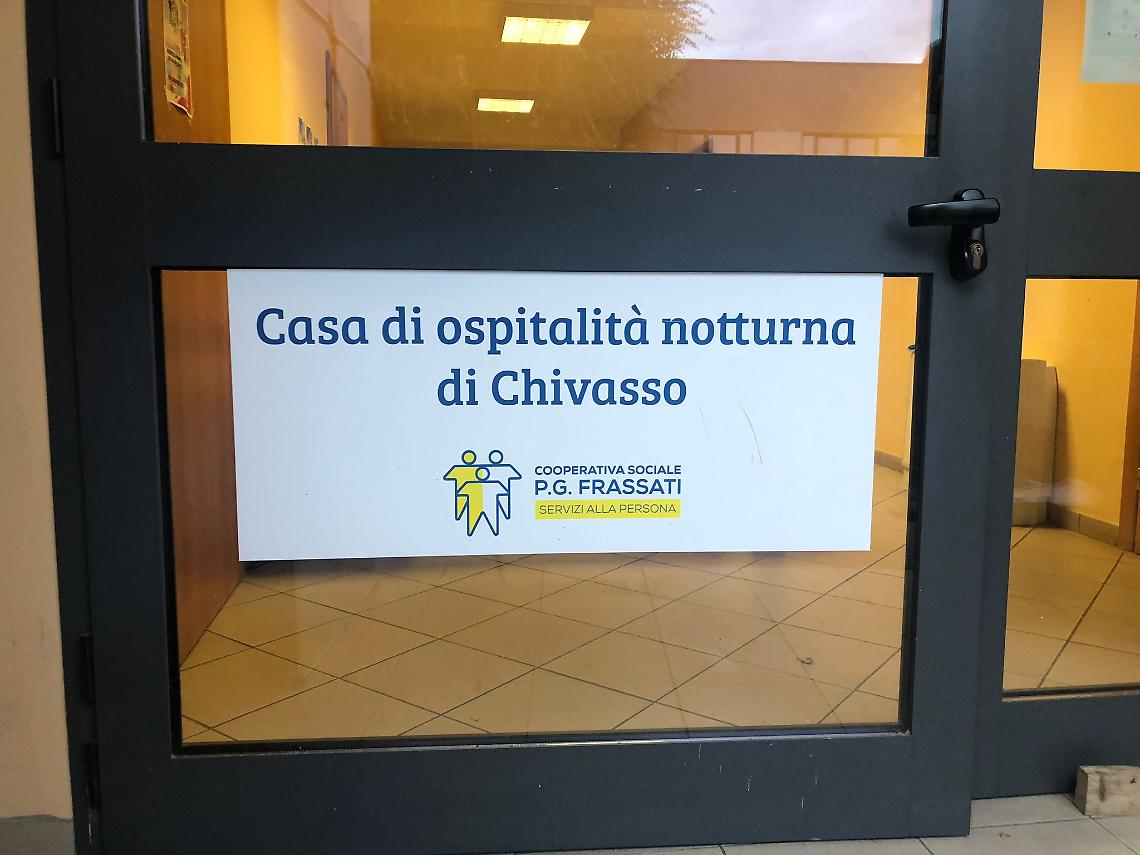 Casa di ospitalità notturna
di Chivasso
COOPERATIVA SOCIALE
P.G. FRASSATI
SERVIZI ALLA PERSONA